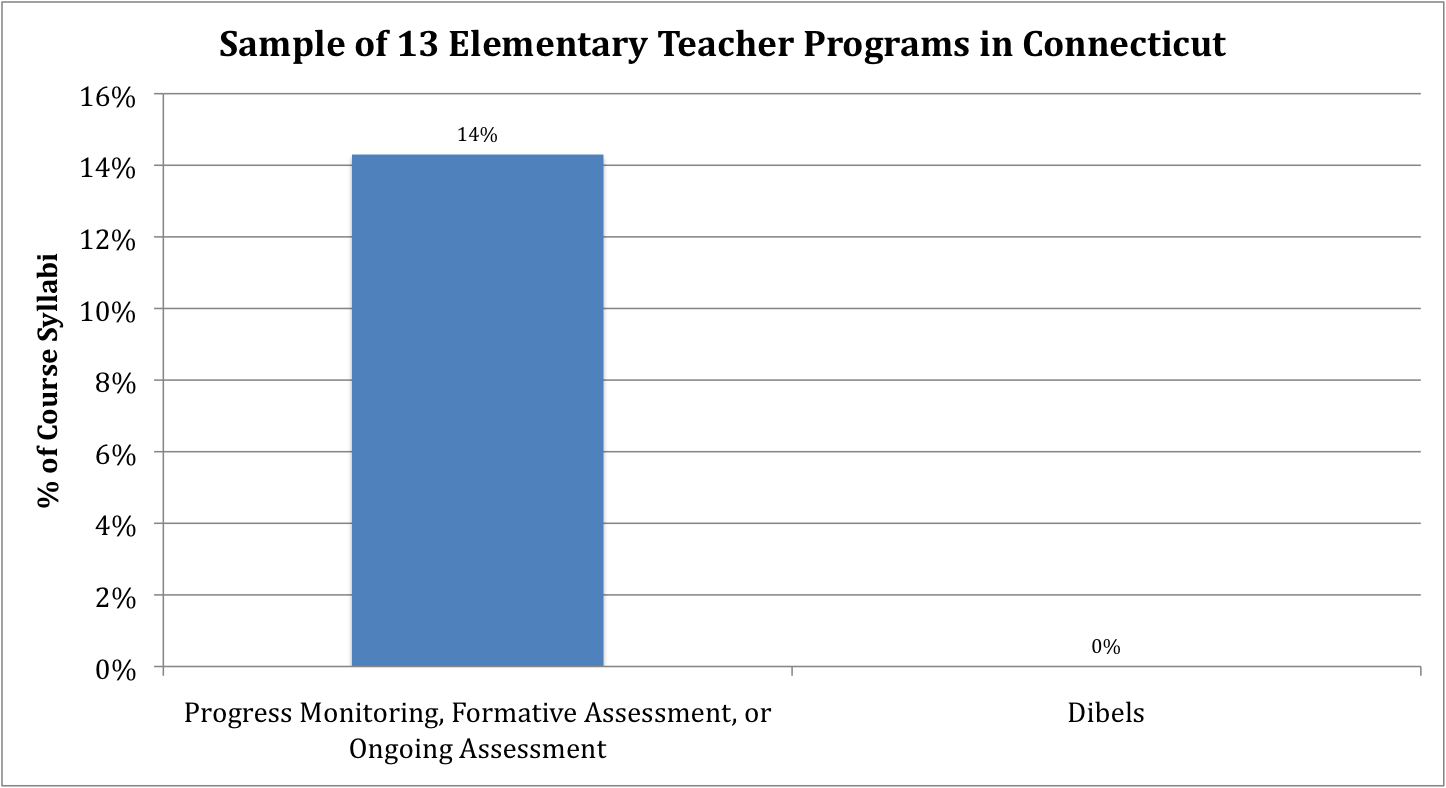 Sample of 13 Elementary Teacher Programs in Connecticut
% of Course Syllabi
16%
14%
12%
10%
8%
6%
4%
2%
0%
14%
0%
Progress Monitoring, Formative Assessment, or
Ongoing Assessment
Dibels